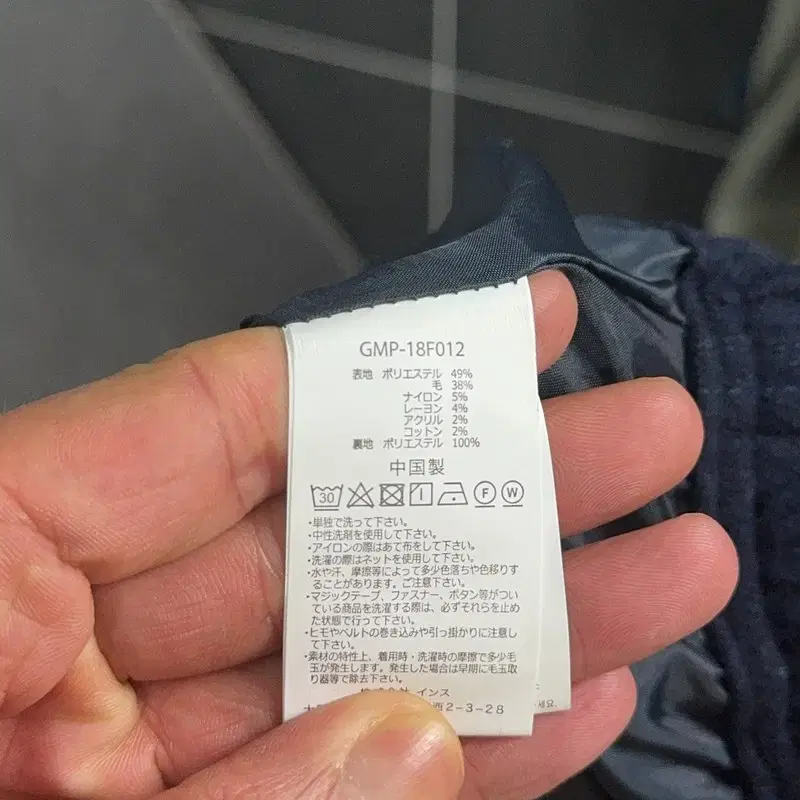 GMP-18F012
表地 ポリエステル 49%
毛 38%
ナイロン 5%
レーヨン 4%
アクリル 2%
コットン 2%
裏地 ポリエステル 100%
中国製
30 F W
・単独で洗って下さい。
・中性洗剤を使用して下さい。
・アイロンの際はあて布をして下さい。
・洗濯の際はネットを使用して下さい。
・水や汗、摩擦等によって多少色落ちや色移りす
ることがあります。ご注意下さい。
・マジックテープ、ファスナー、ボタン等がつい
ている商品を洗濯する際は、必ずそれらを止め
た状態で行って下さい。
・ヒモやベルトの巻き込みや引っ掛かりに注意し
て下さい。
・素材の特性上、着用時・洗濯時の摩擦で多少毛
玉が発生します。発生した場合は早期に毛玉取
り器等で除去下さい。
インス
2-3-28
세요.